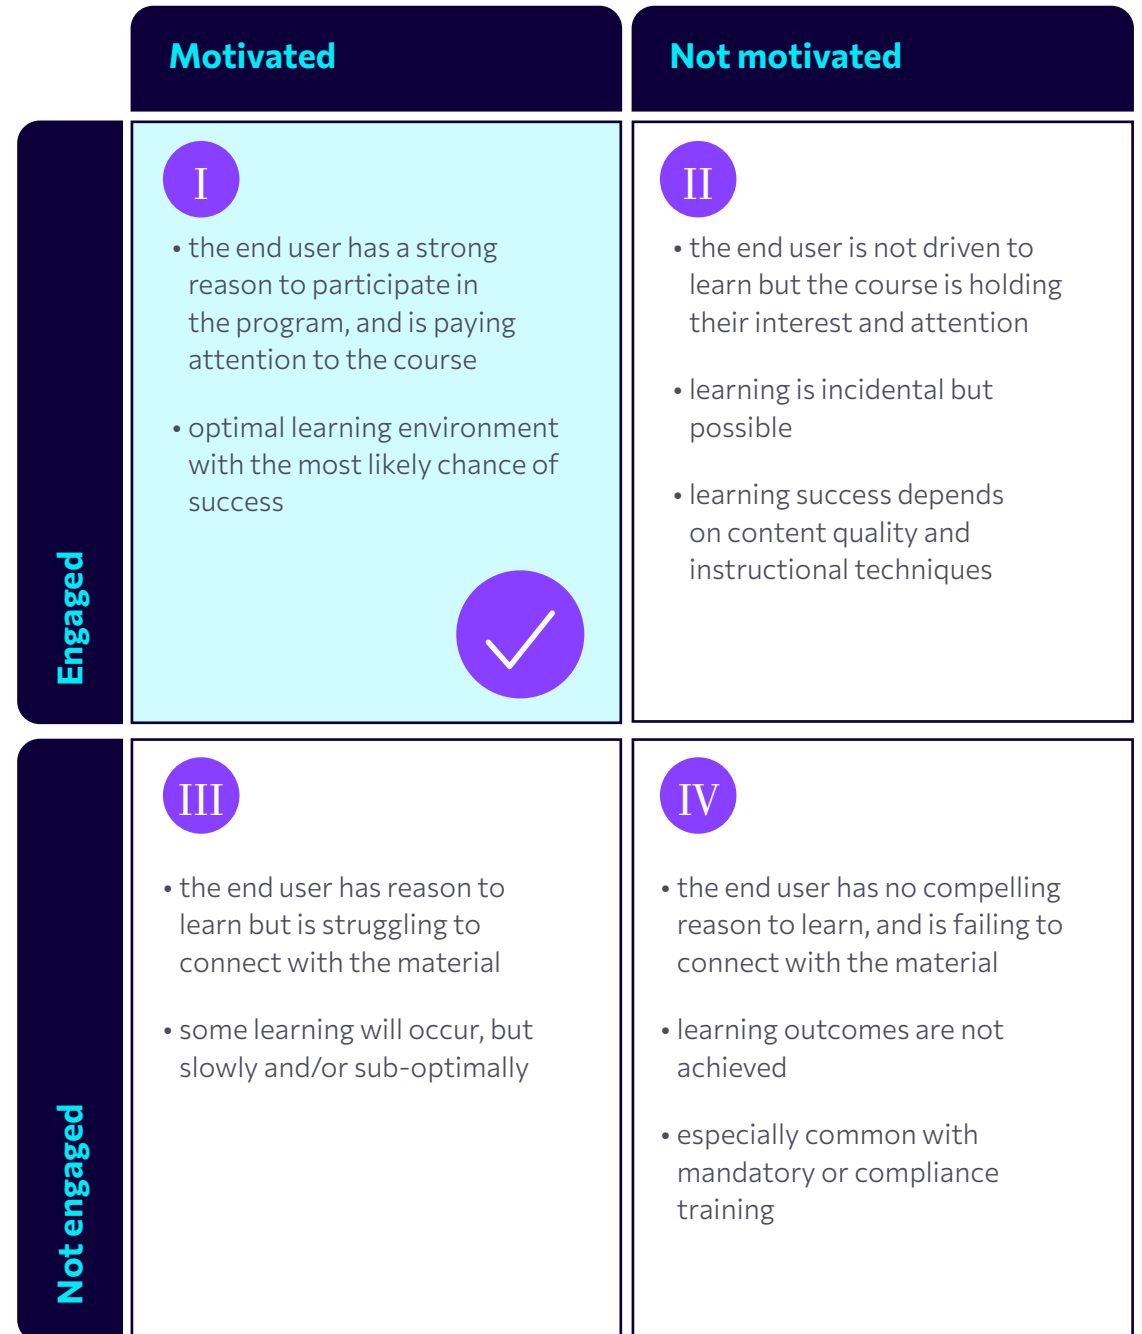 Motivated
Not motivated
Engaged
I
• the end user has a strong
reason to participate in
the program, and is paying
attention to the course
• optimal learning environment
with the most likely chance of
success
II
• the end user is not driven to
learn but the course is holding
their interest and attention
• learning is incidental but
possible
• learning success depends
on content quality and
instructional techniques
Not engaged
III
• the end user has reason to
learn but is struggling to
connect with the material
• some learning will occur, but
slowly and/or sub-optimally
IV
• the end user has no compelling
reason to learn, and is failing to
connect with the material
• learning outcomes are not
achieved
• especially common with
mandatory or compliance
training